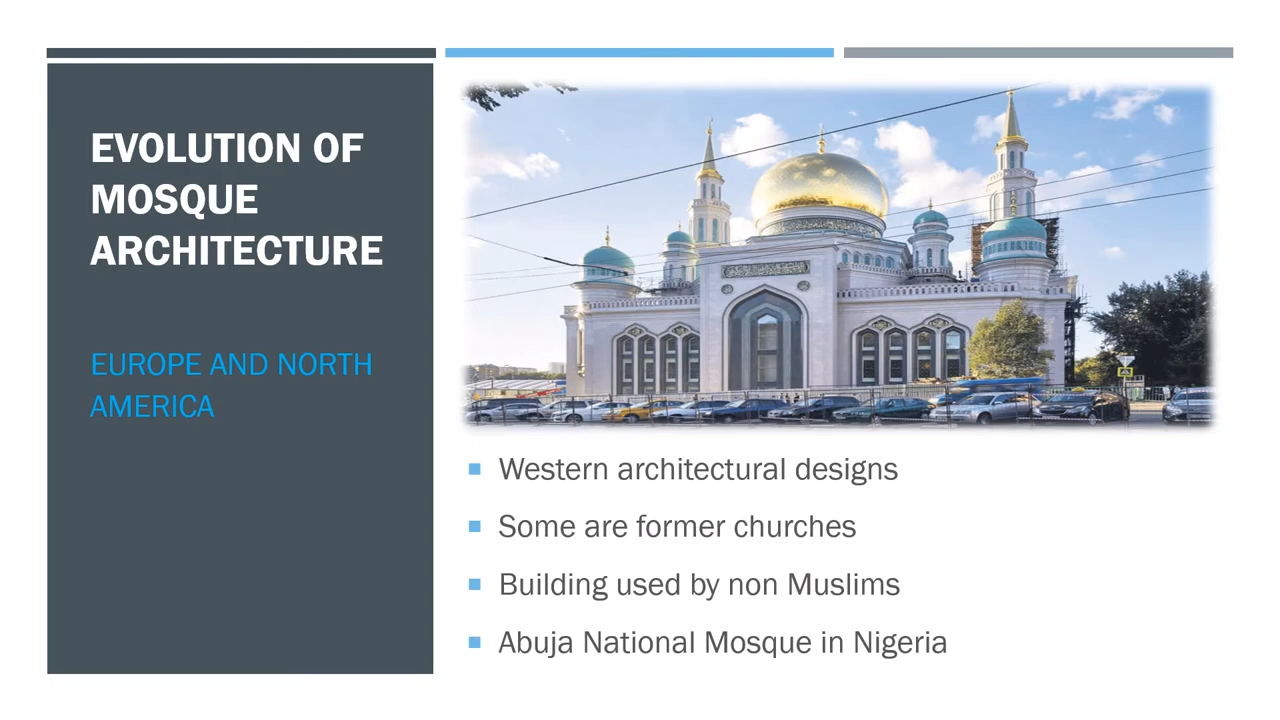 EVOLUTION OF
MOSQUE
ARCHITECTURE
EUROPE AND NORTH
AMERICA
Western architectural designs
Some are former churches
Building used by non Muslims
Abuja National Mosque in Nigeria